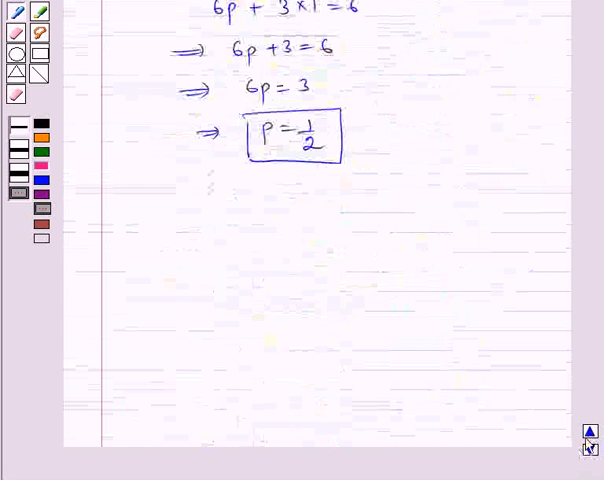 6p + 3×1 = 6
⇒ 6p + 3 = 6
⇒ 6p = 3
⇒ p = 1/2